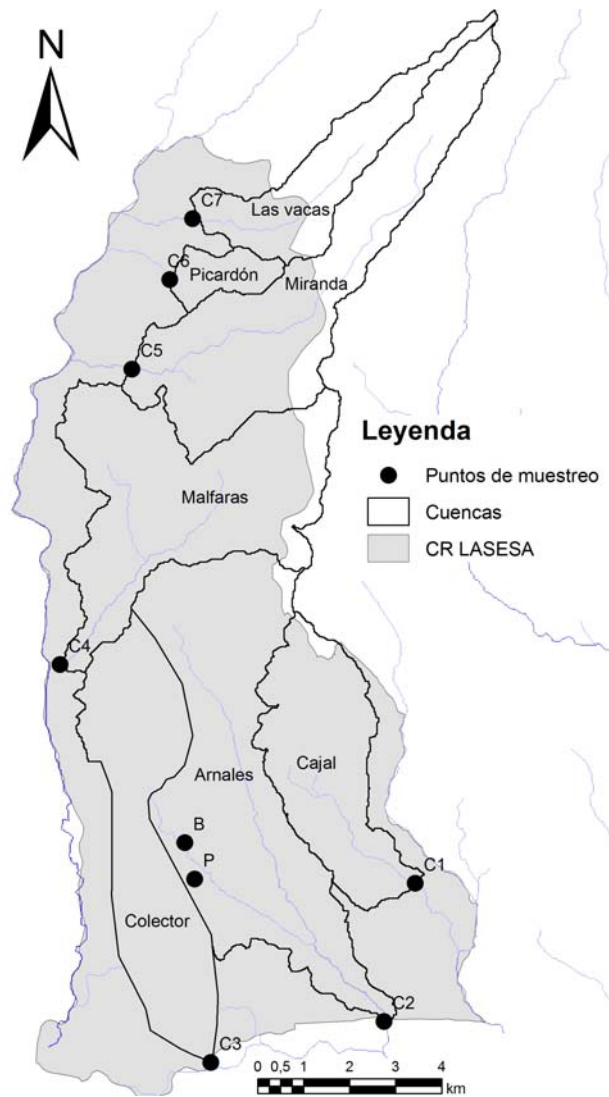 N
C7
Las vacas
C6
Picardón
Miranda
C5
Leyenda
Puntos de muestreo
Cuencas
CR LASESA
Malfaras
C4
Arnales
Cajal
B
P
C1
Colector
C2
C3
0 0,5 1 2 3 4
km